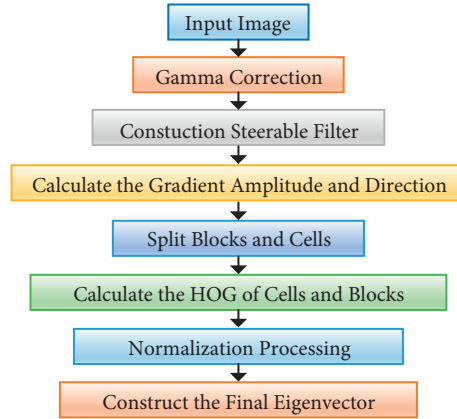 Input Image
Gamma Correction
Constuction Steerable Filter
Calculate the Gradient Amplitude and Direction
Split Blocks and Cells
Calculate the HOG of Cells and Blocks
Normalization Processing
Construct the Final Eigenvector